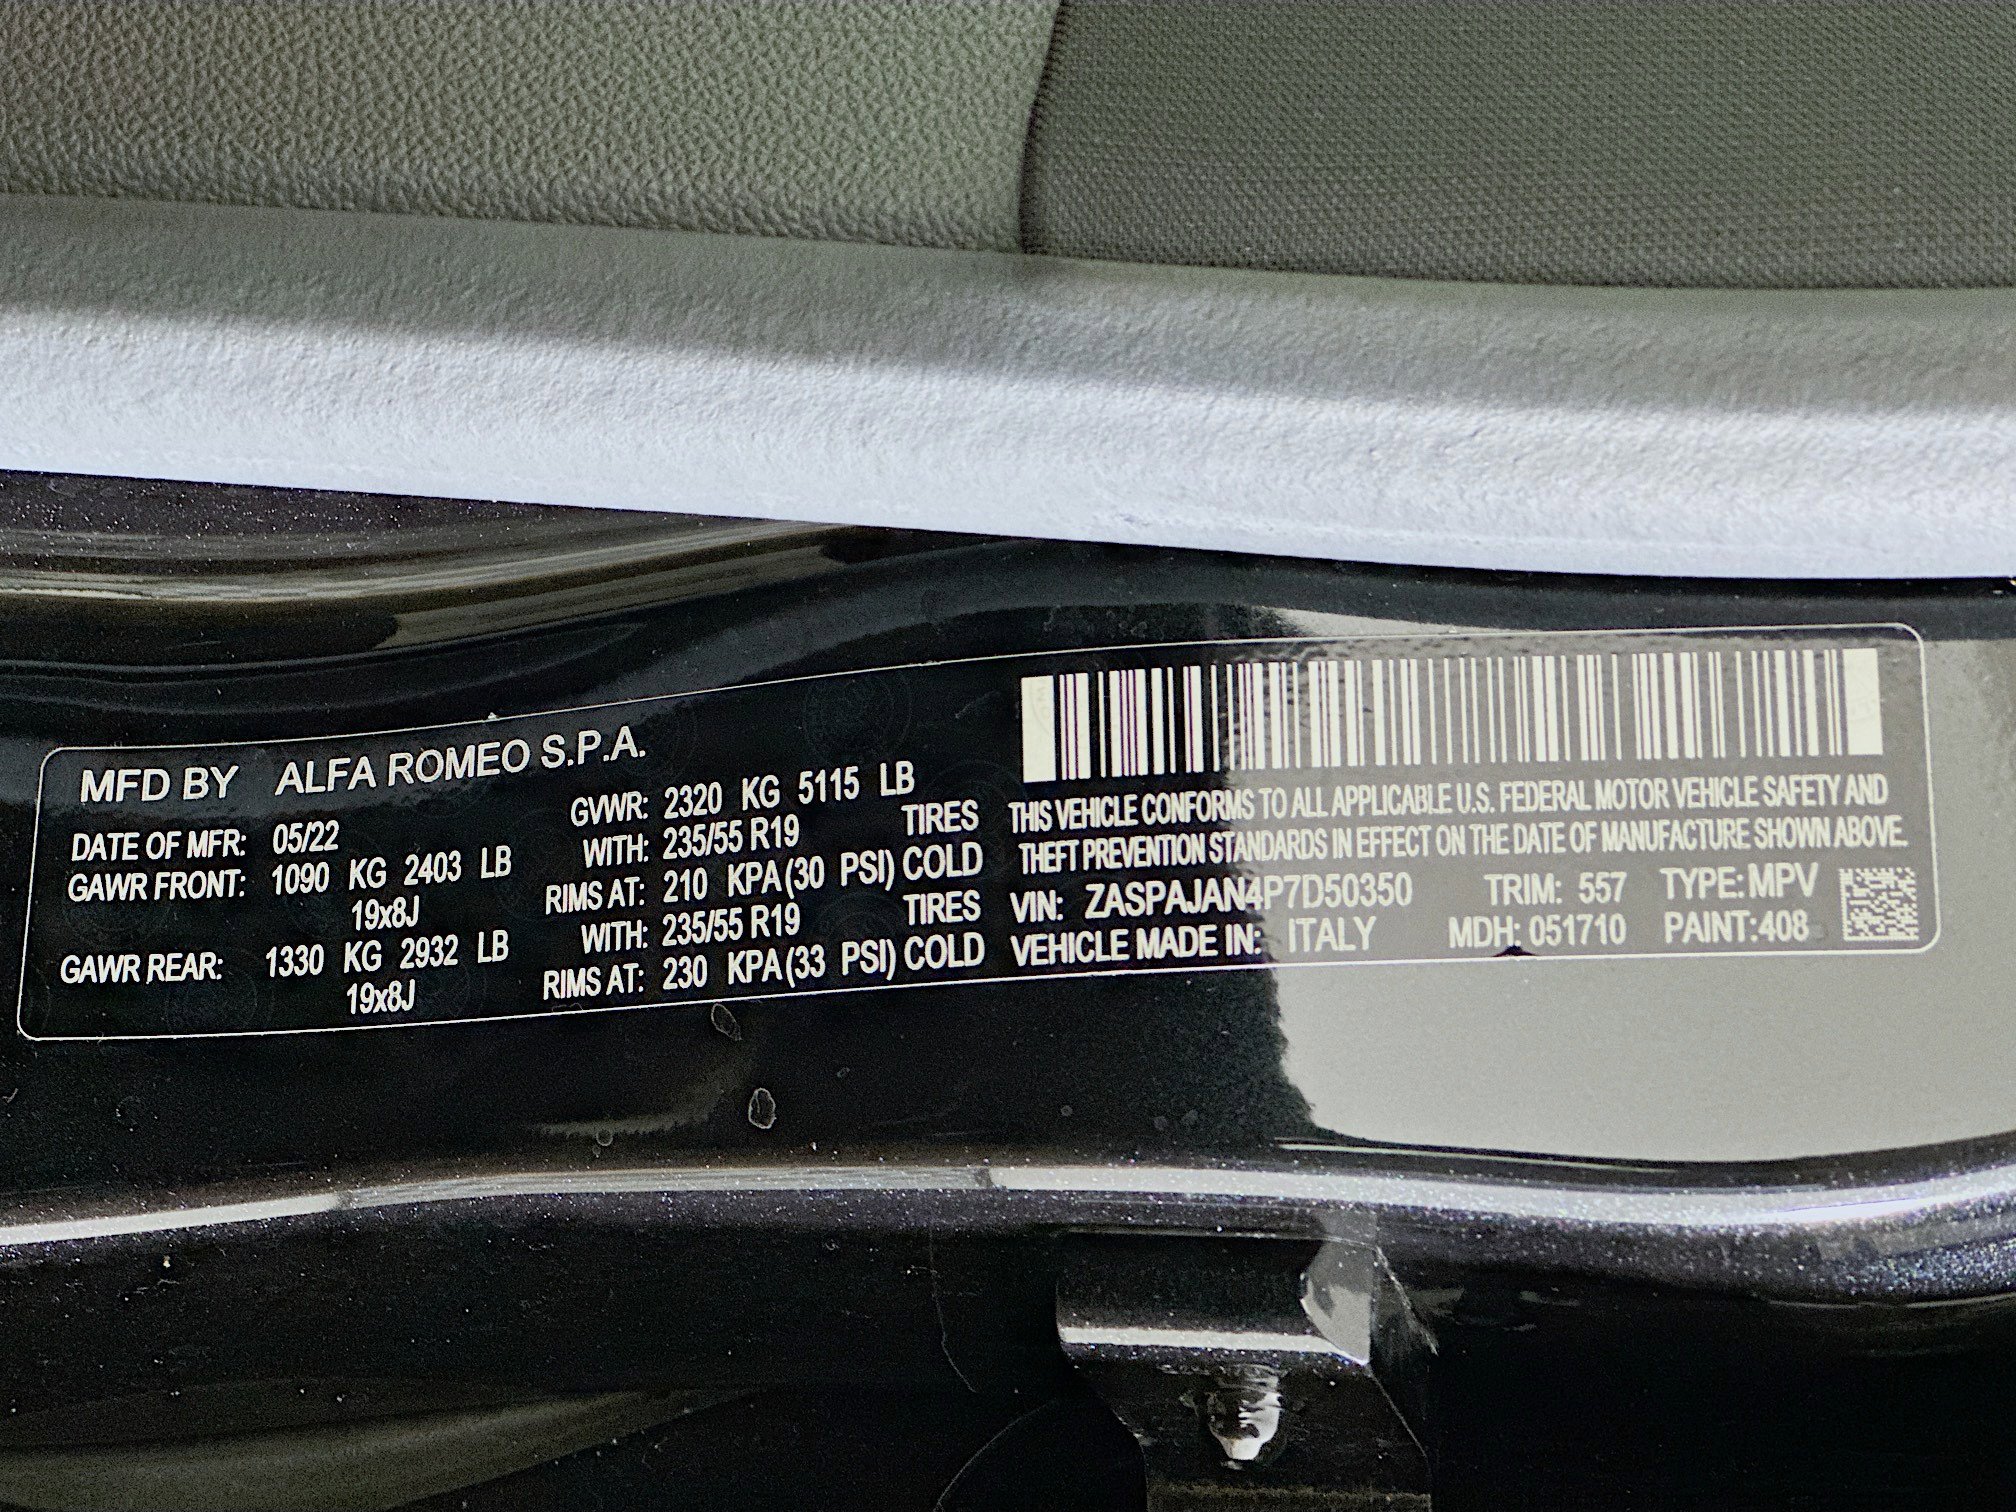 MFD BY ALFA ROMEO S.P.A.
DATE OF MFR: 05/22
GAWR FRONT: 1090 KG 2403 LB
19x8J
GAWR REAR: 1330 KG 2932 LB
19x8J
GVWR: 2320 KG 5115 LB
WITH: 235/55 R19 TIRES
RIMS AT: 210 KPA(30 PSI) COLD
WITH: 235/55 R19 TIRES
RIMS AT: 230 KPA(33 PSI) COLD
THIS VEHICLE CONFORMS TO ALL APPLICABLE U.S. FEDERAL MOTOR VEHICLE SAFETY AND
THEFT PREVENTION STANDARDS IN EFFECT ON THE DATE OF MANUFACTURE SHOWN ABOVE.
VIN: ZASPAJAN4P7D50350 TRIM: 557 TYPE: MPV
VEHICLE MADE IN: ITALY MDH: 051710 PAINT:408